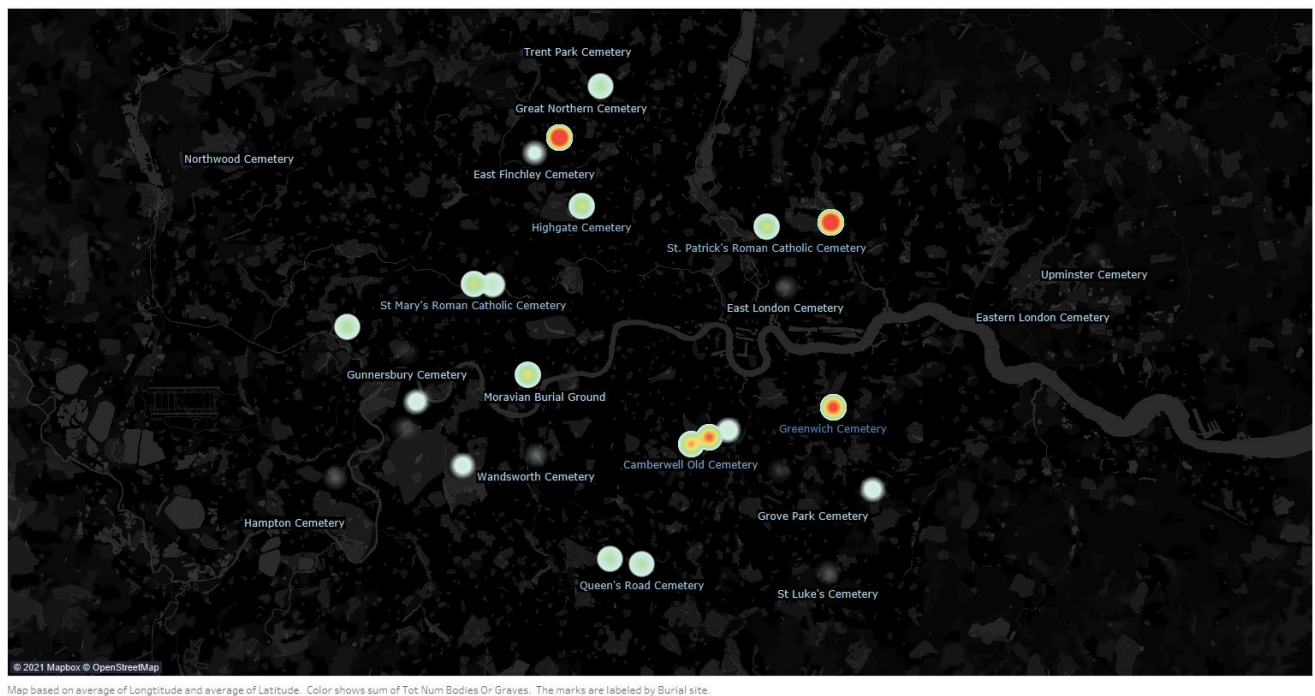 Trent Park Cemetery
Great Northern Cemetery
Northwood Cemetery
East Finchley Cemetery
Highgate Cemetery
St. Patrick's Roman Catholic Cemetery
Upminster Cemetery
St Mary's Roman Catholic Cemetery
East London Cemetery
Eastern London Cemetery
Gunnersbury Cemetery
Moravian Burial Ground
Greenwich Cemetery
Camberwell Old Cemetery
Wandsworth Cemetery
Grove Park Cemetery
Hampton Cemetery
Queen's Road Cemetery
St Luke's Cemetery
© 2021 Mapbox © OpenStreetMap
Map based on average of Longtitude and average of Latitude. Color shows sum of Tot Num Bodies Or Graves. The marks are labeled by Burial site.